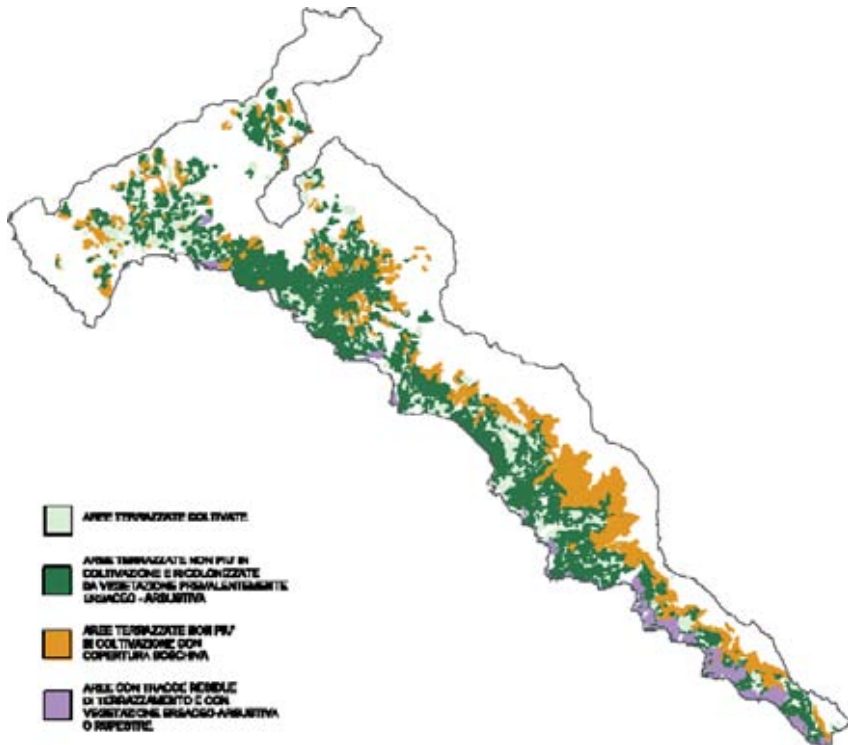 AREE TERRAZZATE COLTIVATE
AREE TERRAZZATE NON PIU' IN
COLTIVAZIONE E RICOLONIZZATE
DA VEGETAZIONE PREVALENTEMENTE
ERBACEO - ARBUSTIVA
AREE TERRAZZATE NON PIU'
IN COLTIVAZIONE CON
COPERTURA BOSCHIVA
AREE CON TRACCE RESIDUE
DI TERRAZZAMENTO E CON
VEGETAZIONE ERBACEO-ARBUSTIVA
O RUPESTRE.